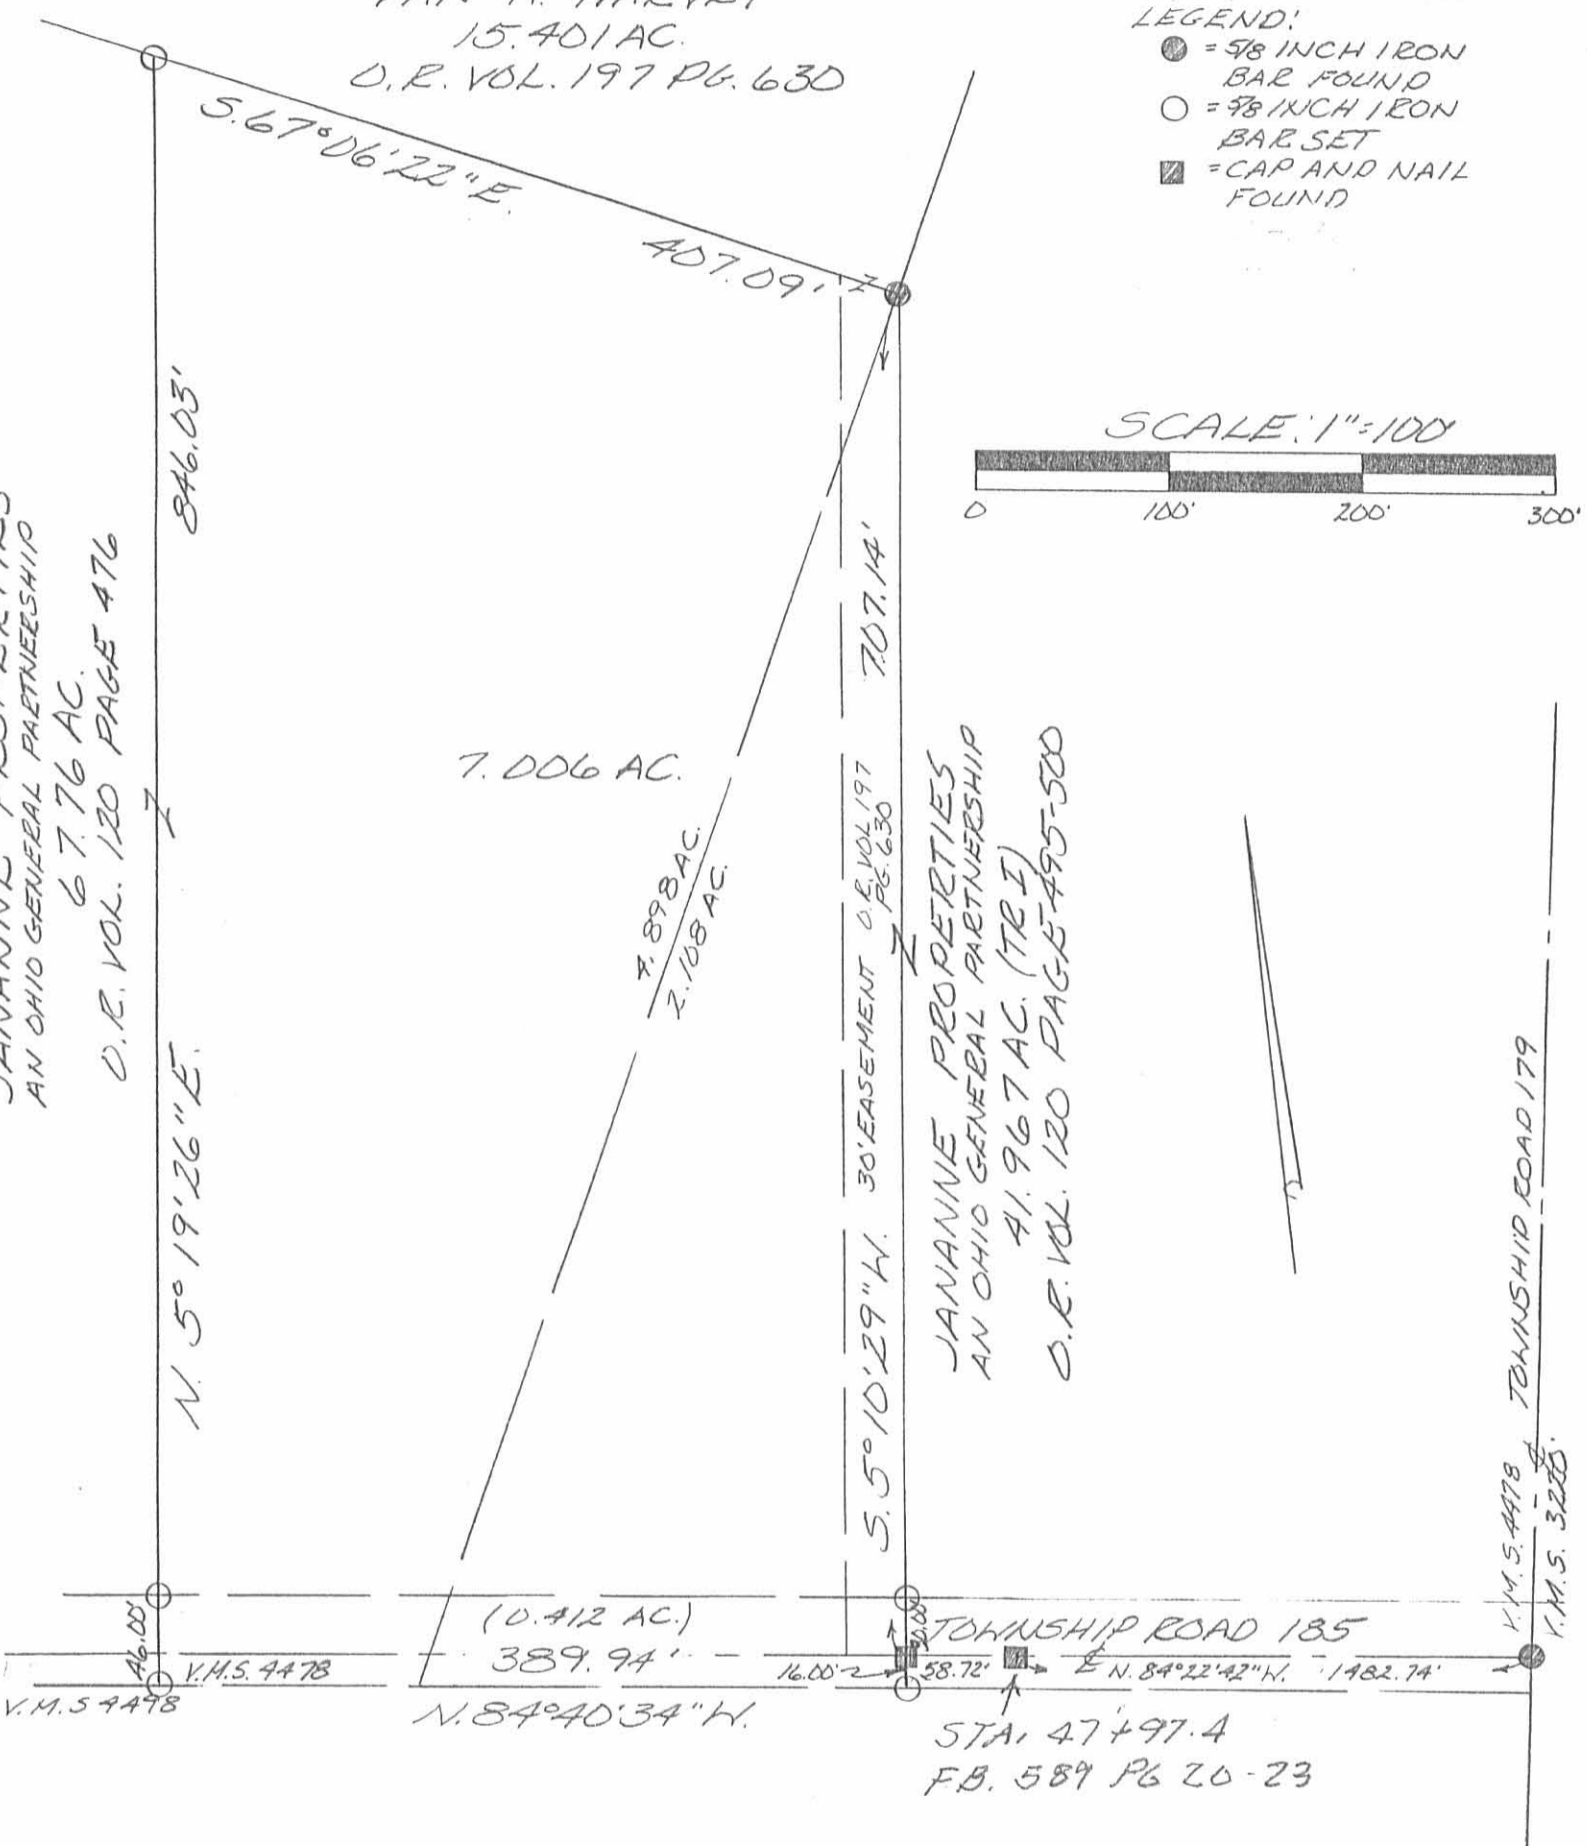 15.401 AC.
O.R. VOL. 197 PG. 630
LEGEND:
= 5/8 INCH IRON
BAR FOUND
= 5/8 INCH IRON
BAR SET
= CAP AND NAIL
FOUND
S. 67° 06' 22" E.
407.09'
SCALE: 1"=100'
0 100' 200' 300'
846.03'
N. 5° 19' 26" E.
AN OHIO GENERAL PARTNERSHIP
67.76 AC.
O.R. VOL. 120 PAGE 476
7.006 AC.
4.898 AC.
2.108 AC.
30' EASEMENT O.R. VOL 197
PG. 630
707.14'
S. 5° 10' 29" W.
JANANNE PROPERTIES
AN OHIO GENERAL PARTNERSHIP
41.967 AC. (TR I)
O.R. VOL. 120 PAGE 495-500
TOWNSHIP ROAD 179
V.M.S. 4478
V.M.S.
(0.412 AC.)
389.94'
46.00'
V.M.S. 4478
V.M.S 4498
N. 84° 40' 34" W.
16.00'
TOWNSHIP ROAD 185
58.72'
N. 84° 22' 42" W. 1482.74'
STA. 47+97.4
F.B. 589 PG 20-23